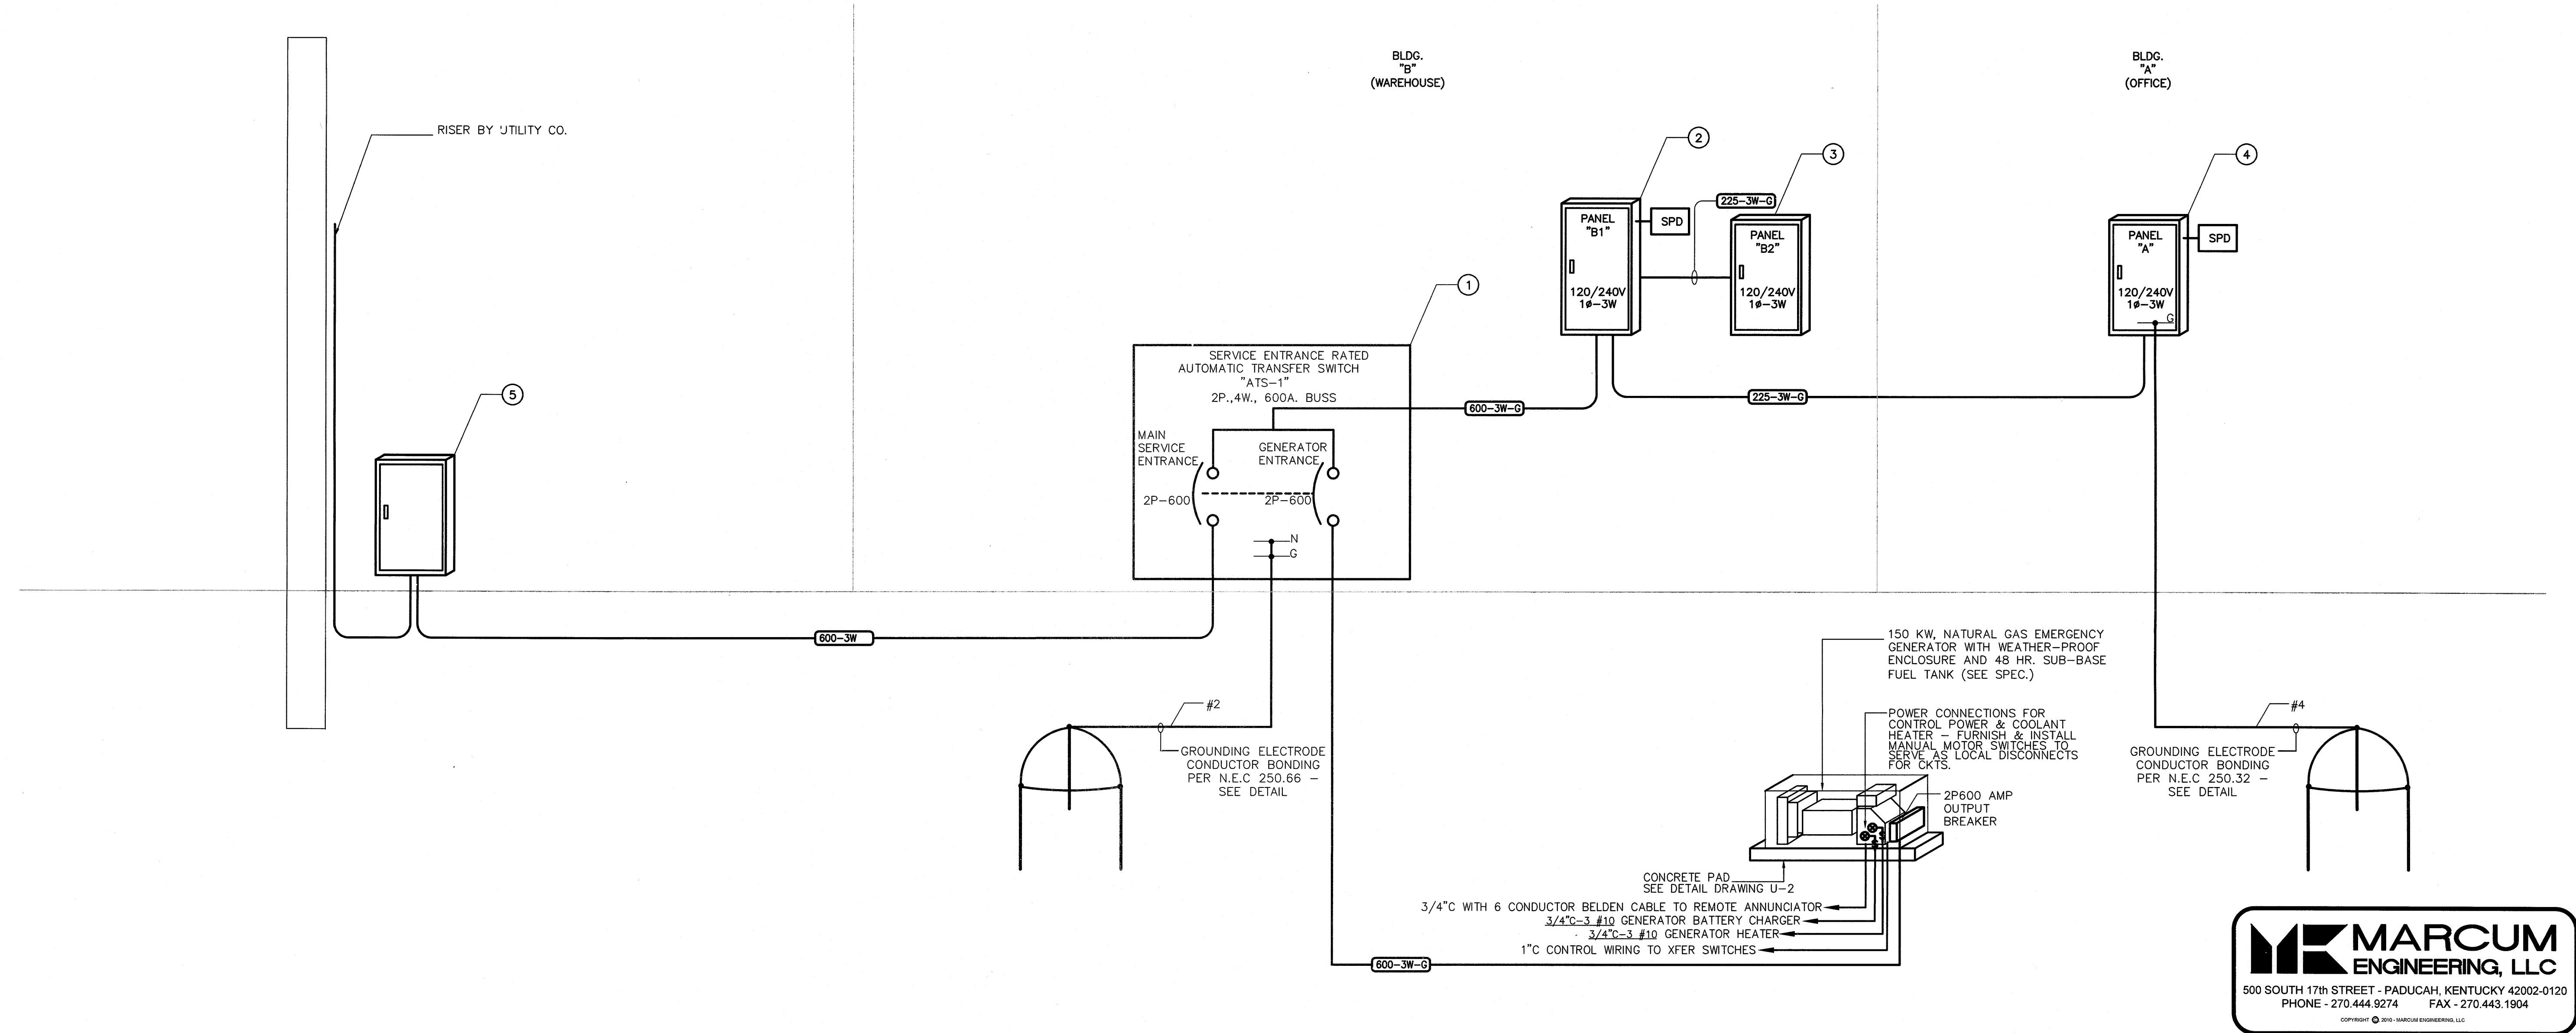 BLDG.
"B"
(WAREHOUSE)
BLDG.
"A"
(OFFICE)
RISER BY UTILITY CO.
2
3
4
225-3W-G
PANEL
"B1"
120/240V
1ø-3W
SPD
PANEL
"B2"
120/240V
1ø-3W
PANEL
"A"
120/240V
1ø-3W
G
SPD
1
5
SERVICE ENTRANCE RATED
AUTOMATIC TRANSFER SWITCH
"ATS-1"
2P.,4W., 600A. BUSS
600-3W-G
225-3W-G
MAIN
SERVICE
ENTRANCE
GENERATOR
ENTRANCE
2P-600
2P-600
N
G
600-3W
150 KW, NATURAL GAS EMERGENCY
GENERATOR WITH WEATHER-PROOF
ENCLOSURE AND 48 HR. SUB-BASE
FUEL TANK (SEE SPEC.)
#2
GROUNDING ELECTRODE
CONDUCTOR BONDING
PER N.E.C 250.66 -
SEE DETAIL
POWER CONNECTIONS FOR
CONTROL POWER & COOLANT
HEATER - FURNISH & INSTALL
MANUAL MOTOR SWITCHES TO
SERVE AS LOCAL DISCONNECTS
FOR CKTS.
#4
GROUNDING ELECTRODE
CONDUCTOR BONDING
PER N.E.C 250.32 -
SEE DETAIL
2P600 AMP
OUTPUT
BREAKER
CONCRETE PAD
SEE DETAIL DRAWING U-2
3/4"C WITH 6 CONDUCTOR BELDEN CABLE TO REMOTE ANNUNCIATOR
3/4"C-3 #10 GENERATOR BATTERY CHARGER
3/4"C-3 #10 GENERATOR HEATER
1"C CONTROL WIRING TO XFER SWITCHES
600-3W-G
MARCUM
ENGINEERING, LLC
500 SOUTH 17th STREET - PADUCAH, KENTUCKY 42002-0120
PHONE - 270.444.9274 FAX - 270.443.1904
COPYRIGHT © 2010 - MARCUM ENGINEERING, LLC